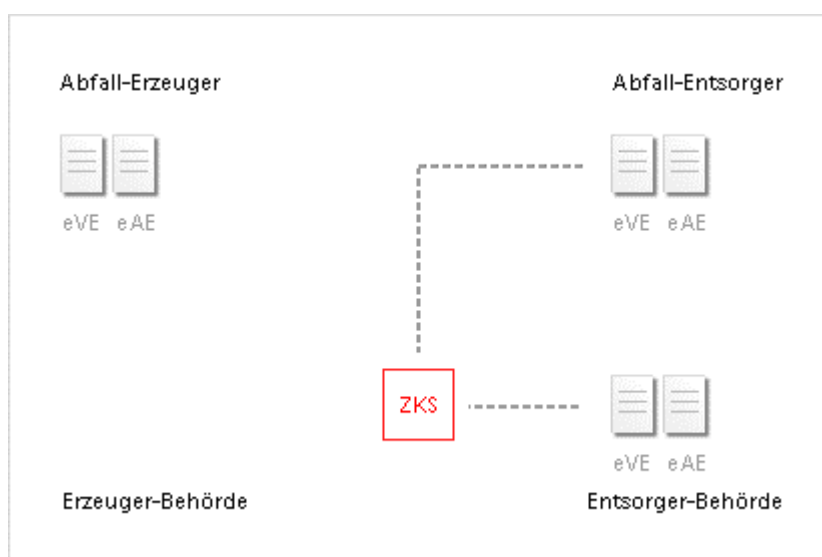 Abfall-Erzeuger
Abfall-Entsorger
eVE eAE
eVE eAE
ZKS
eVE eAE
Erzeuger-Behörde
Entsorger-Behörde